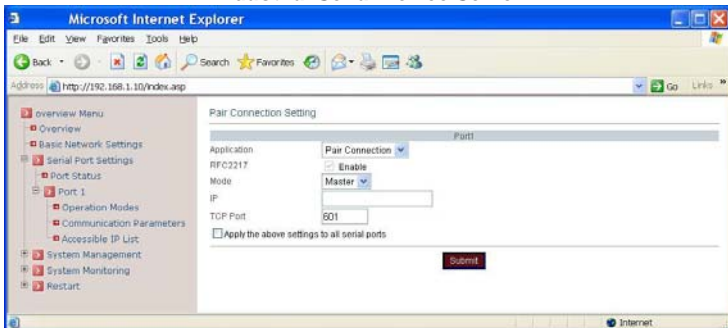 Microsoft Internet Explorer
File Edit View Favorites Tools Help
Back Search Favorites
Address http://192.168.1.10/index.asp Go Links »
overview Menu
Overview
Basic Network Settings
Serial Port Settings
Port Status
Port 1
Operation Modes
Communication Parameters
Accessible IP List
System Management
System Monitoring
Restart
Pair Connection Setting
Port1
Application Pair Connection
RFC2217 Enable
Mode Master
IP
TCP Port 601
Apply the above settings to all serial ports
Submit
Internet